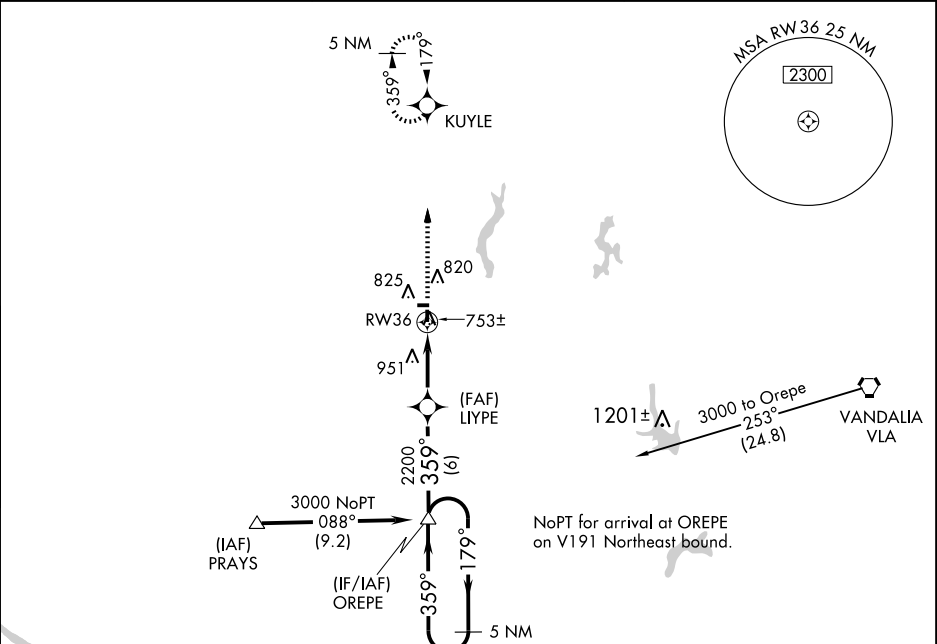 MSA RW36 25 NM
2300
5 NM
179°
359°
KUYLE
825
820
RW36
753±
951
(FAF)
LIYPE
1201±
3000 to Orepe
253°
(24.8)
VANDALIA
VLA
2200
359°
(6)
3000 NoPT
088°
(9.2)
(IAF)
PRAYS
(IF/IAF)
OREPE
359°
179°
5 NM
NoPT for arrival at OREPE
on V191 Northeast bound.